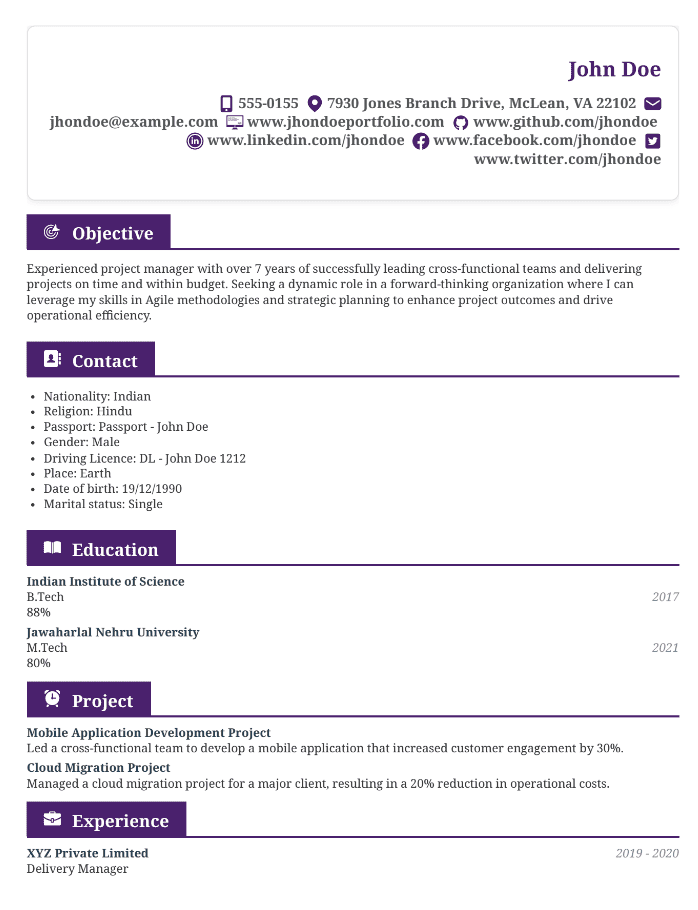 John Doe
555-0155 7930 Jones Branch Drive, McLean, VA 22102
jhondoe@example.com www.jhondoeportfolio.com www.github.com/jhondoe
www.linkedin.com/jhondoe www.facebook.com/jhondoe
www.twitter.com/jhondoe
Objective
Experienced project manager with over 7 years of successfully leading cross-functional teams and delivering
projects on time and within budget. Seeking a dynamic role in a forward-thinking organization where I can
leverage my skills in Agile methodologies and strategic planning to enhance project outcomes and drive
operational efficiency.
Contact
• Nationality: Indian
• Religion: Hindu
• Passport: Passport - John Doe
• Gender: Male
• Driving Licence: DL - John Doe 1212
• Place: Earth
• Date of birth: 19/12/1990
• Marital status: Single
Education
Indian Institute of Science
B.Tech 2017
88%
Jawaharlal Nehru University
M.Tech 2021
80%
Project
Mobile Application Development Project
Led a cross-functional team to develop a mobile application that increased customer engagement by 30%.
Cloud Migration Project
Managed a cloud migration project for a major client, resulting in a 20% reduction in operational costs.
Experience
XYZ Private Limited 2019 - 2020
Delivery Manager